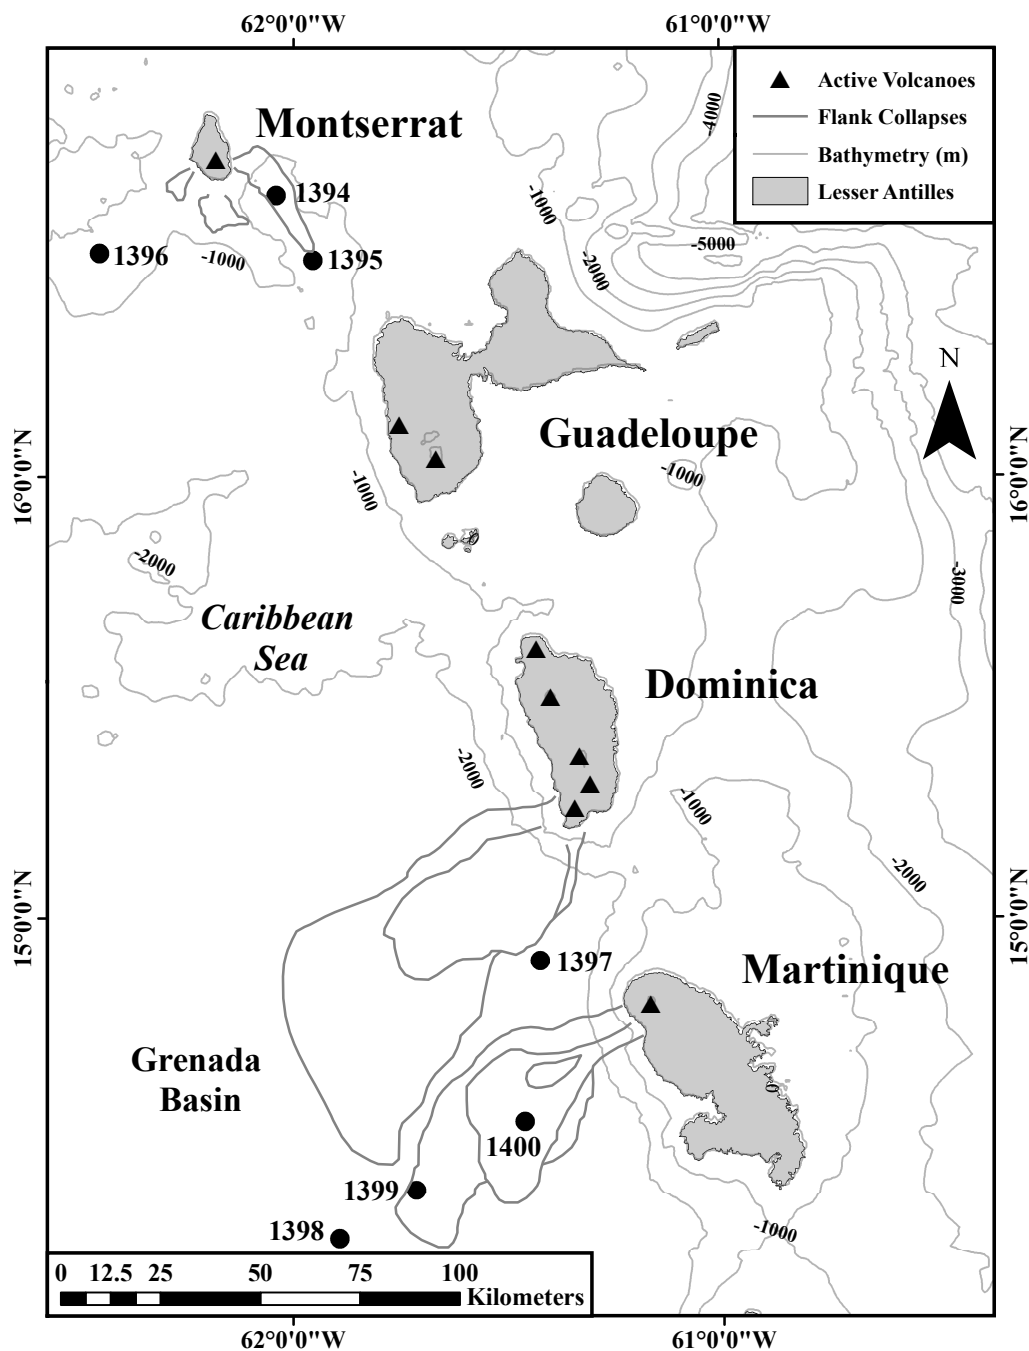 62°0'0"W
61°0'0"W
Active Volcanoes
Flank Collapses
Bathymetry (m)
Lesser Antilles
-4000
Montserrat
1394
-1000
-5000
1396
-1000
1395
-2000
N
Guadeloupe
16°0'0"N
16°0'0"N
-1000
-1000
-2000
-3000
Caribbean
Sea
Dominica
-2000
-1000
-2000
15°0'0"N
15°0'0"N
1397
Martinique
Grenada
Basin
0
1400
1399
1398
-1000
0
12.5
25
50
75
100
Kilometers
62°0'0"W
61°0'0"W